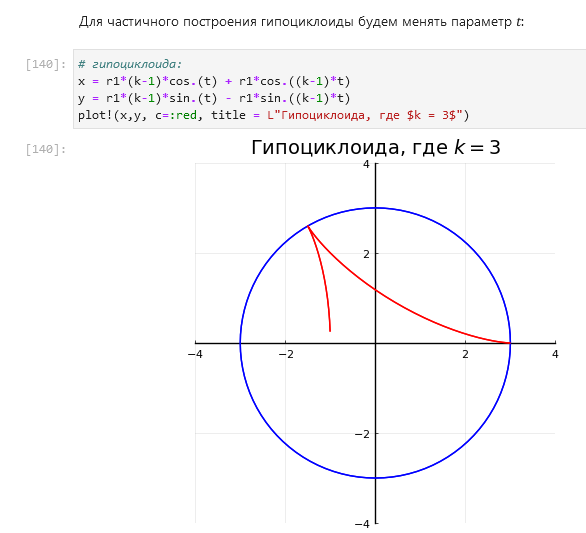 Для частичного построения гипоциклоиды будем менять параметр t:
[140]: # гипоциклоида:
x = r1*(k-1)*cos.(t) + r1*cos.((k-1)*t)
y = r1*(k-1)*sin.(t) - r1*sin.((k-1)*t)
plot!(x,y, c=:red, title = L"Гипоциклоида, где $k = 3$")
[140]:
Гипоциклоида, где k = 3
4
2
−4 −2 2 4
−2
−4